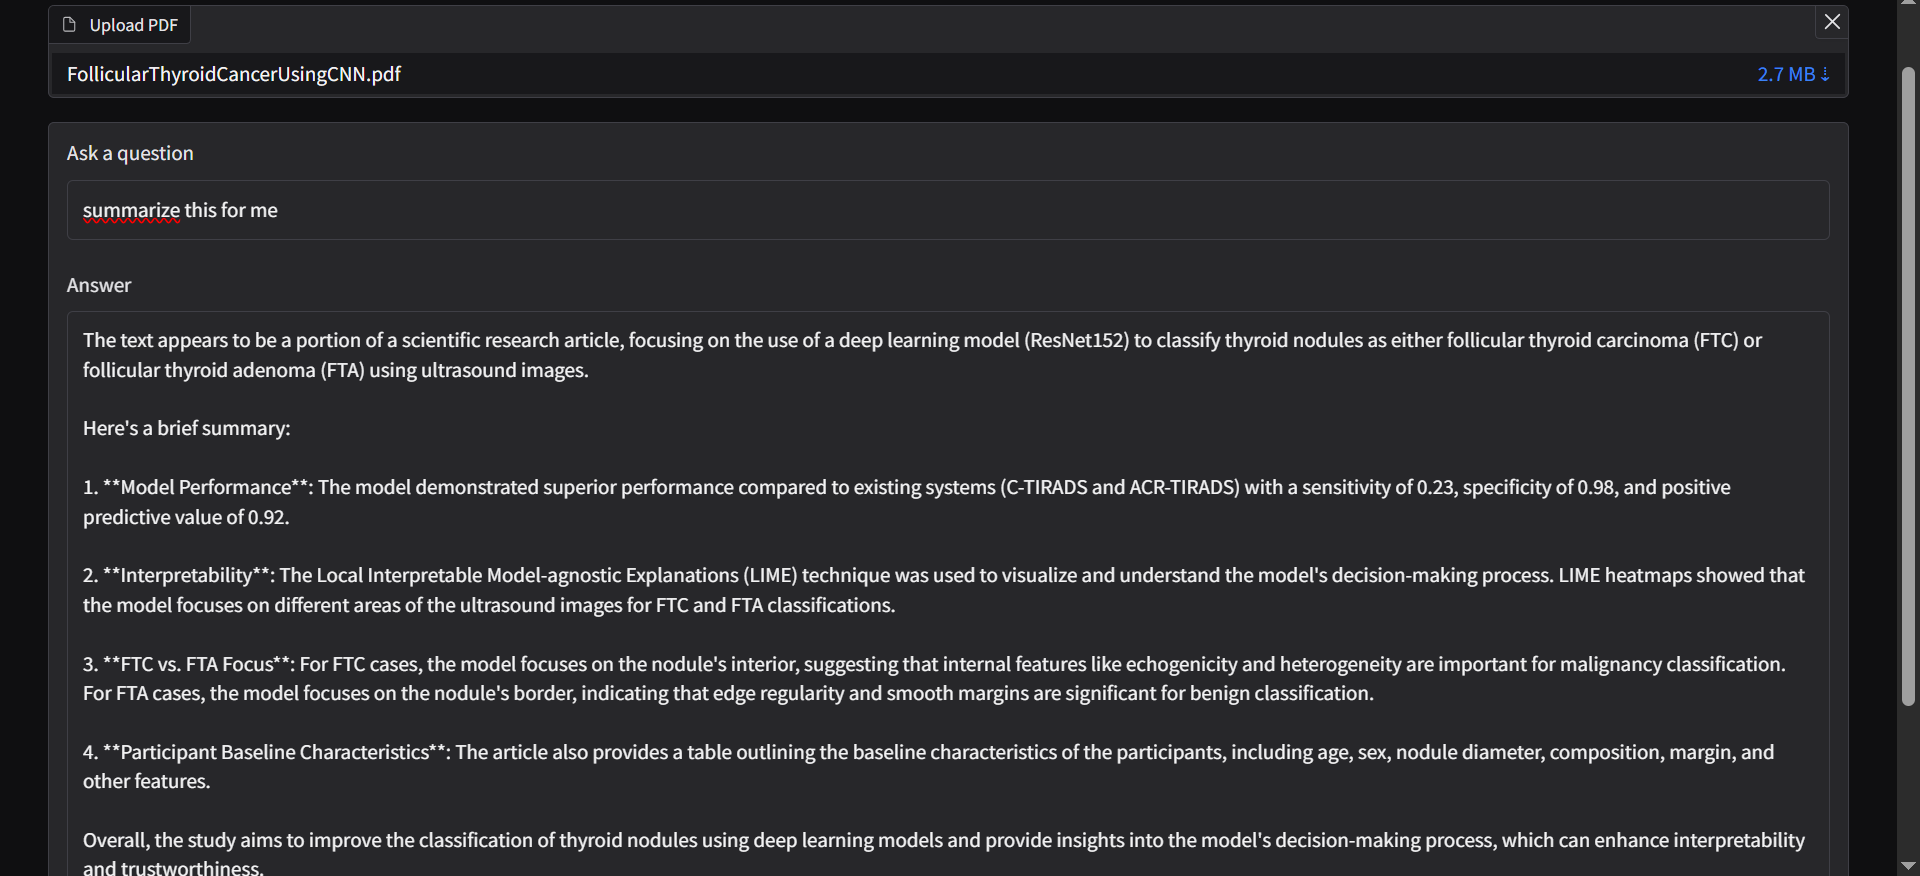 Upload PDF
FollicularThyroidCancerUsingCNN.pdf
2.7 MB ⇣
Ask a question
summarize this for me
Answer
The text appears to be a portion of a scientific research article, focusing on the use of a deep learning model (ResNet152) to classify thyroid nodules as either follicular thyroid carcinoma (FTC) or
follicular thyroid adenoma (FTA) using ultrasound images.
Here's a brief summary:
1. **Model Performance**: The model demonstrated superior performance compared to existing systems (C-TIRADS and ACR-TIRADS) with a sensitivity of 0.23, specificity of 0.98, and positive
predictive value of 0.92.
2. **Interpretability**: The Local Interpretable Model-agnostic Explanations (LIME) technique was used to visualize and understand the model's decision-making process. LIME heatmaps showed that
the model focuses on different areas of the ultrasound images for FTC and FTA classifications.
3. **FTC vs. FTA Focus**: For FTC cases, the model focuses on the nodule's interior, suggesting that internal features like echogenicity and heterogeneity are important for malignancy classification.
For FTA cases, the model focuses on the nodule's border, indicating that edge regularity and smooth margins are significant for benign classification.
4. **Participant Baseline Characteristics**: The article also provides a table outlining the baseline characteristics of the participants, including age, sex, nodule diameter, composition, margin, and
other features.
Overall, the study aims to improve the classification of thyroid nodules using deep learning models and provide insights into the model's decision-making process, which can enhance interpretability
and trustworthiness.